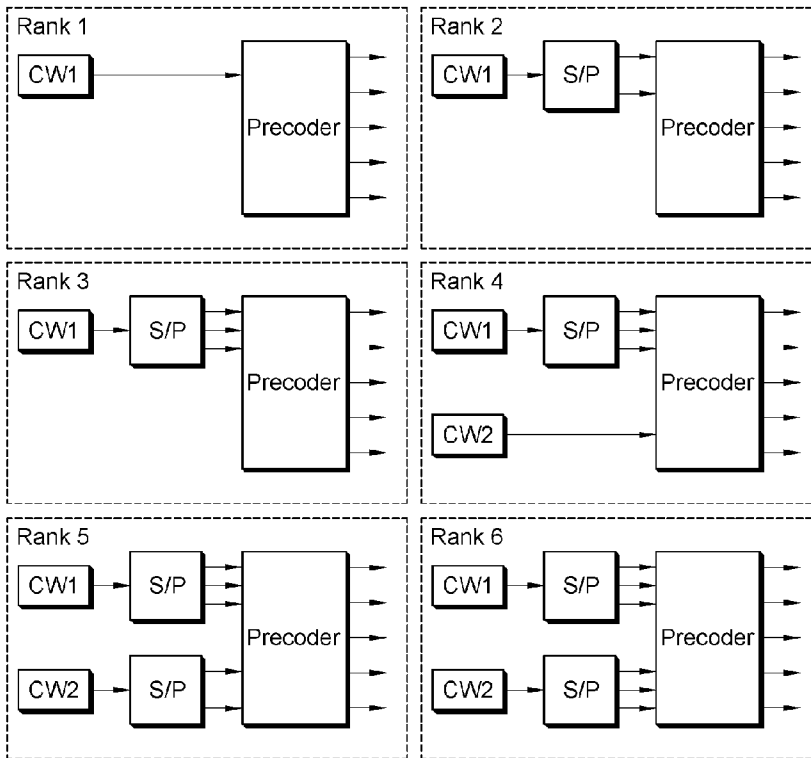 Rank 1
CW1
Precoder
Rank 2
CW1
S/P
Precoder
Rank 3
CW1
S/P
Precoder
Rank 4
CW1
S/P
Precoder
CW2
Rank 5
CW1
S/P
Precoder
CW2
S/P
Rank 6
CW1
S/P
Precoder
CW2
S/P